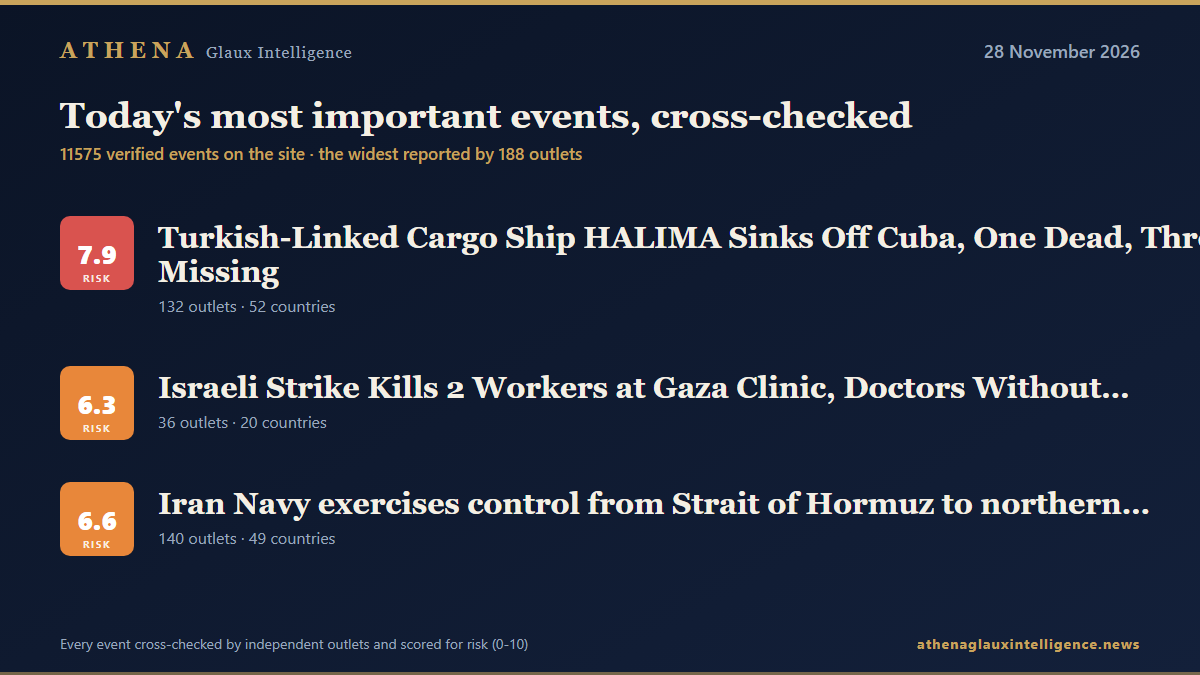 ATHENA Glaux Intelligence
28 November 2026
Today's most important events, cross-checked
11575 verified events on the site · the widest reported by 188 outlets
7.9
RISK
Turkish-Linked Cargo Ship HALIMA Sinks Off Cuba, One Dead, Thre
Missing
132 outlets · 52 countries
6.3
RISK
Israeli Strike Kills 2 Workers at Gaza Clinic, Doctors Without...
36 outlets · 20 countries
6.6
RISK
Iran Navy exercises control from Strait of Hormuz to northern...
140 outlets · 49 countries
Every event cross-checked by independent outlets and scored for risk (0-10)
athenaglauxintelligence.news